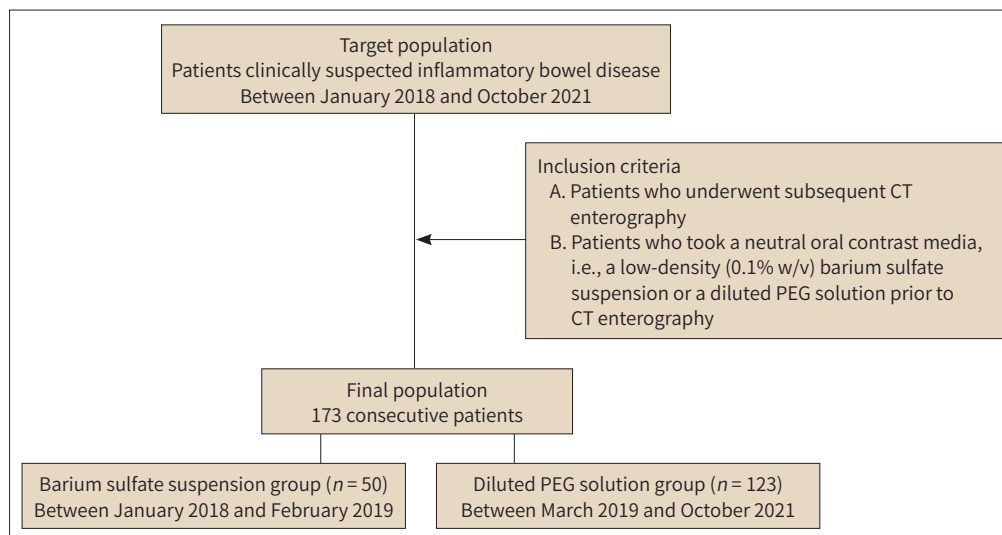 Target population
Patients clinically suspected inflammatory bowel disease
Between January 2018 and October 2021
Inclusion criteria
A. Patients who underwent subsequent CT
enterography
B. Patients who took a neutral oral contrast media,
i.e., a low-density (0.1% w/v) barium sulfate
suspension or a diluted PEG solution prior to
CT enterography
Final population
173 consecutive patients
Barium sulfate suspension group (n = 50)
Between January 2018 and February 2019
Diluted PEG solution group (n = 123)
Between March 2019 and October 2021